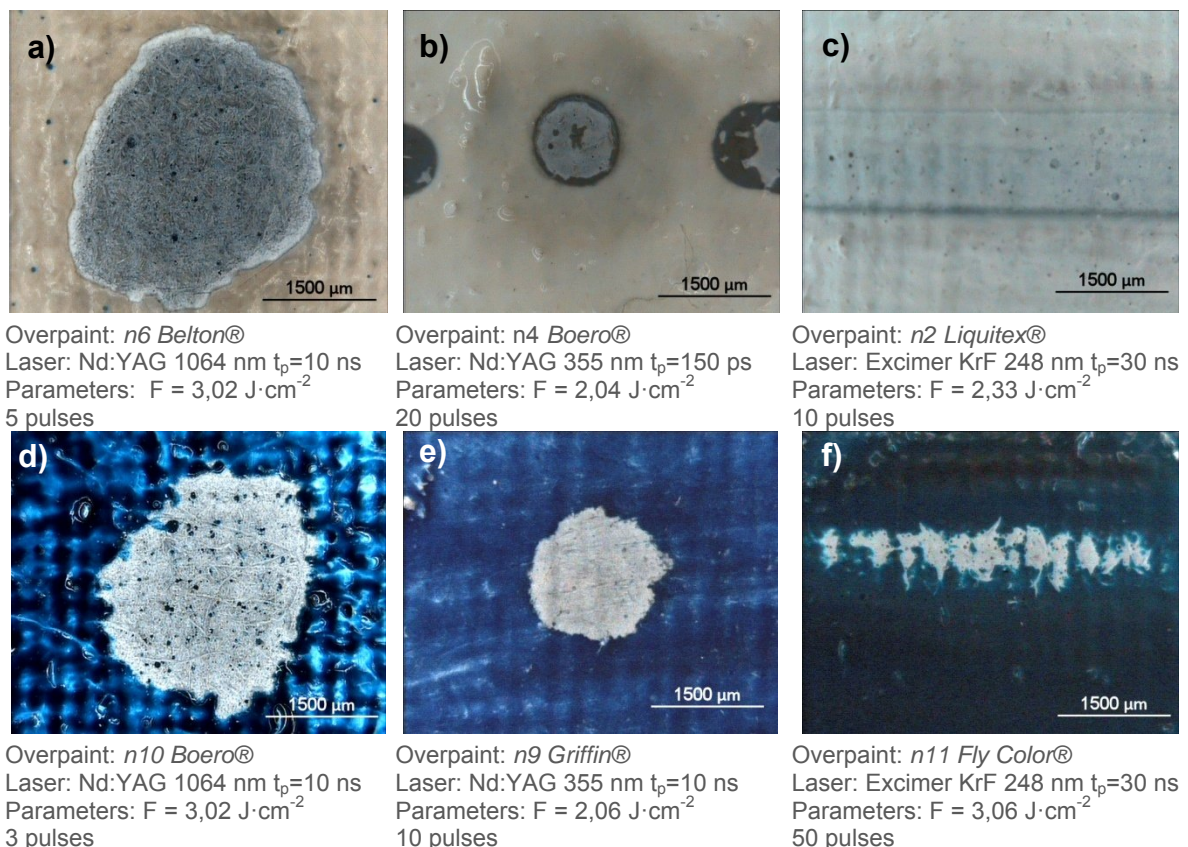 a)
1500 µm
b)
1500 µm
c)
1500 µm
Overpaint: n6 Belton®
Laser: Nd:YAG 1064 nm tp=10 ns
Parameters:  F = 3,02 J·cm-2
5 pulses
Overpaint: n4 Boero®
Laser: Nd:YAG 355 nm tp=150 ps
Parameters: F = 2,04 J·cm-2
20 pulses
Overpaint: n2 Liquitex®
Laser: Excimer KrF 248 nm tp=30 ns
Parameters: F = 2,33 J·cm-2
10 pulses
d)
1500 µm
e)
1500 µm
f)
1500 µm
Overpaint: n10 Boero®
Laser: Nd:YAG 1064 nm tp=10 ns
Parameters: F = 3,02 J·cm-2
3 pulses
Overpaint: n9 Griffin®
Laser: Nd:YAG 355 nm tp=10 ns
Parameters: F = 2,06 J·cm-2
10 pulses
Overpaint: n11 Fly Color®
Laser: Excimer KrF 248 nm tp=30 ns
Parameters: F = 3,06 J·cm-2
50 pulses